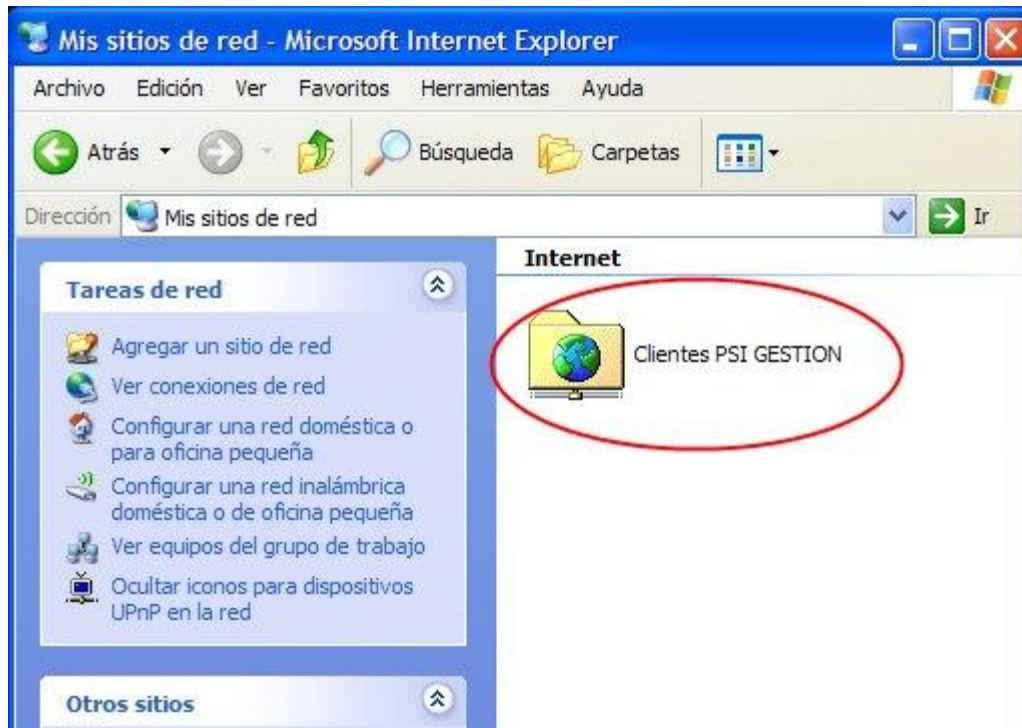 Mis sitios de red - Microsoft Internet Explorer
Archivo Edición Ver Favoritos Herramientas Ayuda
Atrás Búsqueda Carpetas
Dirección Mis sitios de red Ir
Internet
Clientes PSI GESTION
Tareas de red
Agregar un sitio de red
Ver conexiones de red
Configurar una red doméstica o
para oficina pequeña
Configurar una red inalámbrica
doméstica o de oficina pequeña
Ver equipos del grupo de trabajo
Ocultar iconos para dispositivos
UPnP en la red
Otros sitios